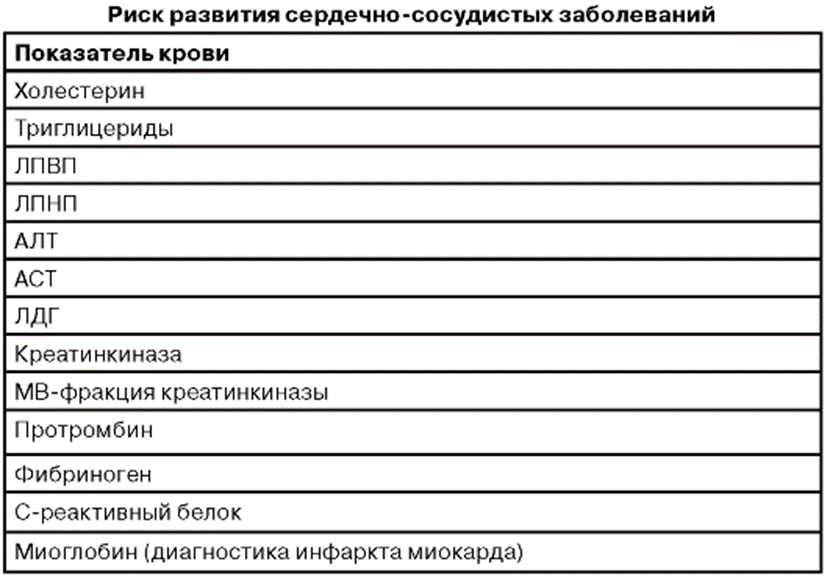 Риск развития сердечно-сосудистых заболеваний
Показатель крови
Холестерин
Триглицериды
ЛПВП
ЛПНП
АЛТ
АСТ
ЛДГ
Креатинкиназа
МВ-фракция креатинкиназы
Протромбин
Фибриноген
С-реактивный белок
Миоглобин (диагностика инфаркта миокарда)